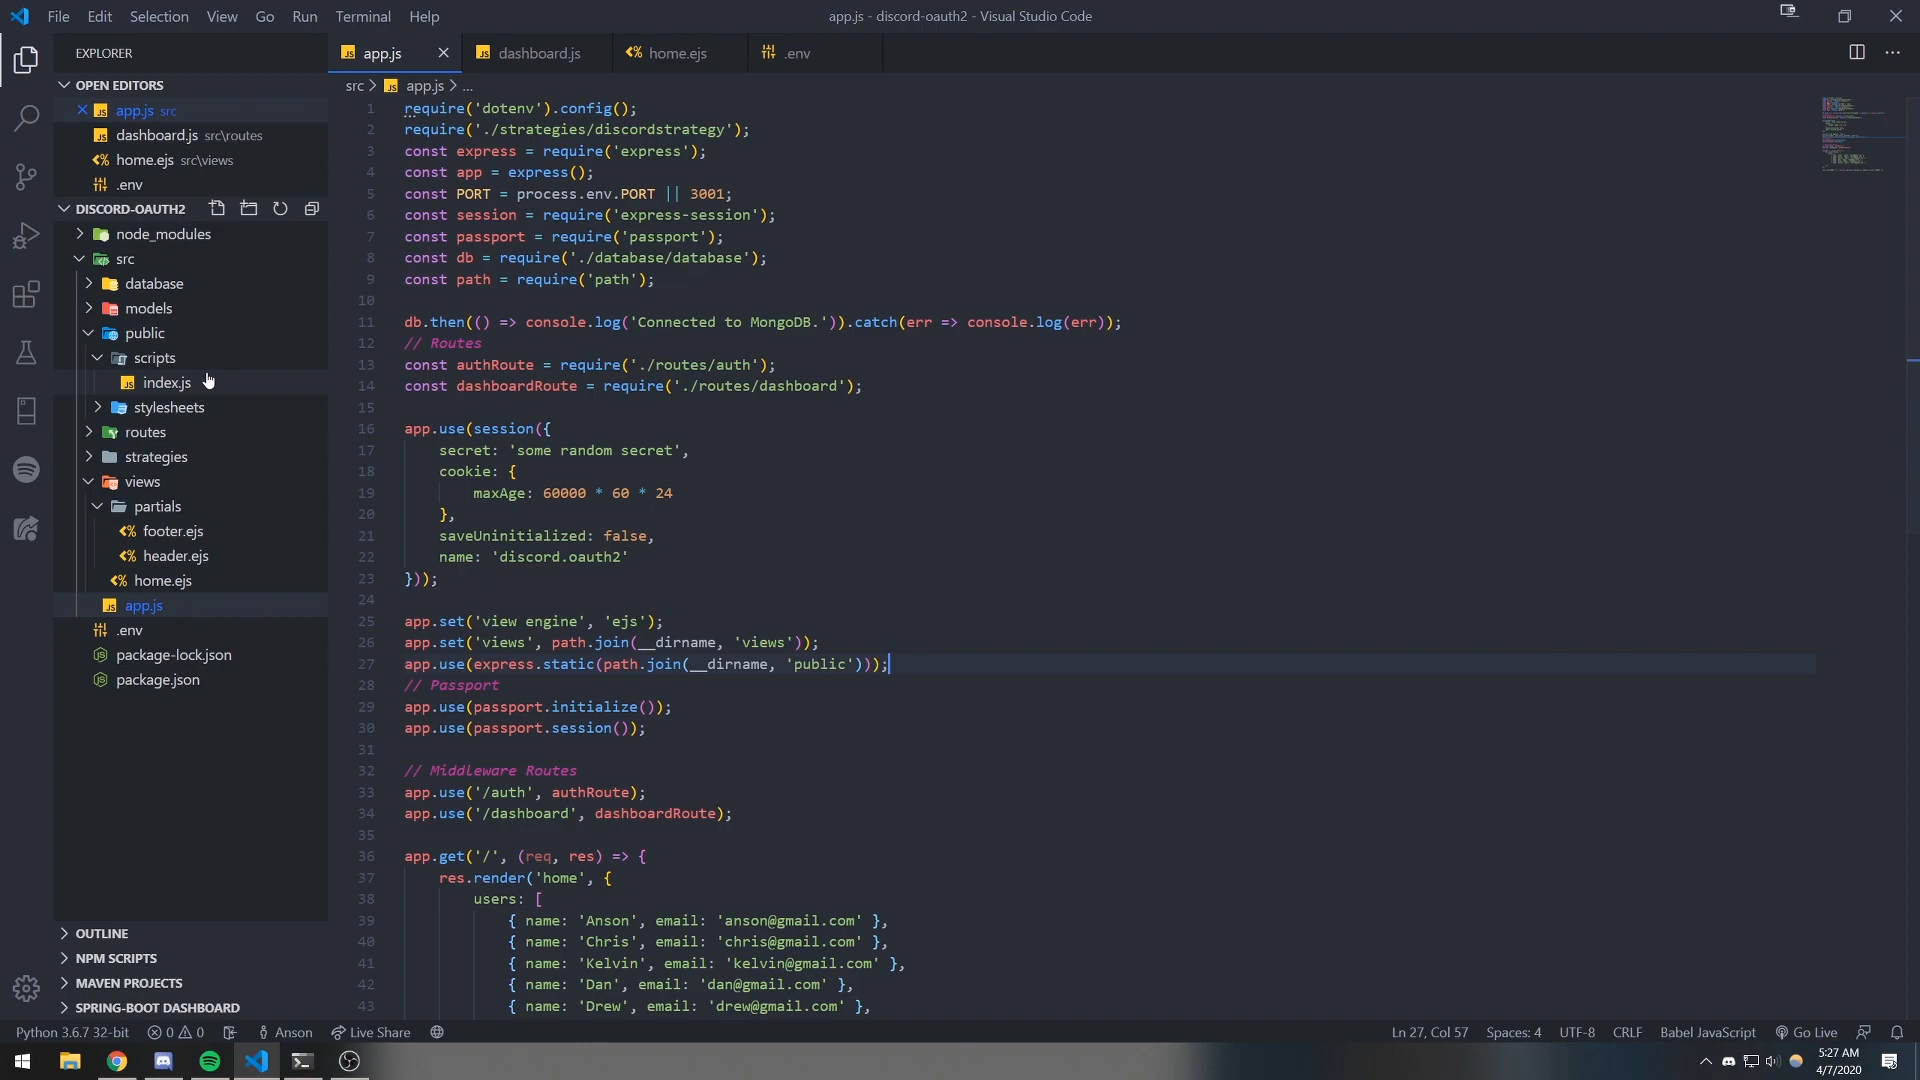 File Edit Selection View Go Run Terminal Help
app.js - discord-oauth2 - Visual Studio Code
EXPLORER
OPEN EDITORS
app.js src
dashboard.js src\routes
home.ejs src\views
.env
DISCORD-OAUTH2
node_modules
src
database
models
public
scripts
index.js
stylesheets
routes
strategies
views
partials
footer.ejs
header.ejs
home.ejs
app.js
.env
package-lock.json
package.json
OUTLINE
NPM SCRIPTS
MAVEN PROJECTS
SPRING-BOOT DASHBOARD
app.js dashboard.js home.ejs .env
src > app.js > ...
1 require('dotenv').config();
2 require('./strategies/discordstrategy');
3 const express = require('express');
4 const app = express();
5 const PORT = process.env.PORT || 3001;
6 const session = require('express-session');
7 const passport = require('passport');
8 const db = require('./database/database');
9 const path = require('path');
10
11 db.then(() => console.log('Connected to MongoDB.')).catch(err => console.log(err));
12 // Routes
13 const authRoute = require('./routes/auth');
14 const dashboardRoute = require('./routes/dashboard');
15
16 app.use(session({
17 secret: 'some random secret',
18 cookie: {
19 maxAge: 60000 * 60 * 24
20 },
21 saveUninitialized: false,
22 name: 'discord.oauth2'
23 }));
24
25 app.set('view engine', 'ejs');
26 app.set('views', path.join(__dirname, 'views'));
27 app.use(express.static(path.join(__dirname, 'public')));
28 // Passport
29 app.use(passport.initialize());
30 app.use(passport.session());
31
32 // Middleware Routes
33 app.use('/auth', authRoute);
34 app.use('/dashboard', dashboardRoute);
35
36 app.get('/', (req, res) => {
37 res.render('home', {
38 users: [
39 { name: 'Anson', email: 'anson@gmail.com' },
40 { name: 'Chris', email: 'chris@gmail.com' },
41 { name: 'Kelvin', email: 'kelvin@gmail.com' },
42 { name: 'Dan', email: 'dan@gmail.com' },
43 { name: 'Drew', email: 'drew@gmail.com' },
Python 3.6.7 32-bit 0 0 Anson Live Share Ln 27, Col 57 Spaces: 4 UTF-8 CRLF Babel JavaScript Go Live
5:27 AM
4/7/2020